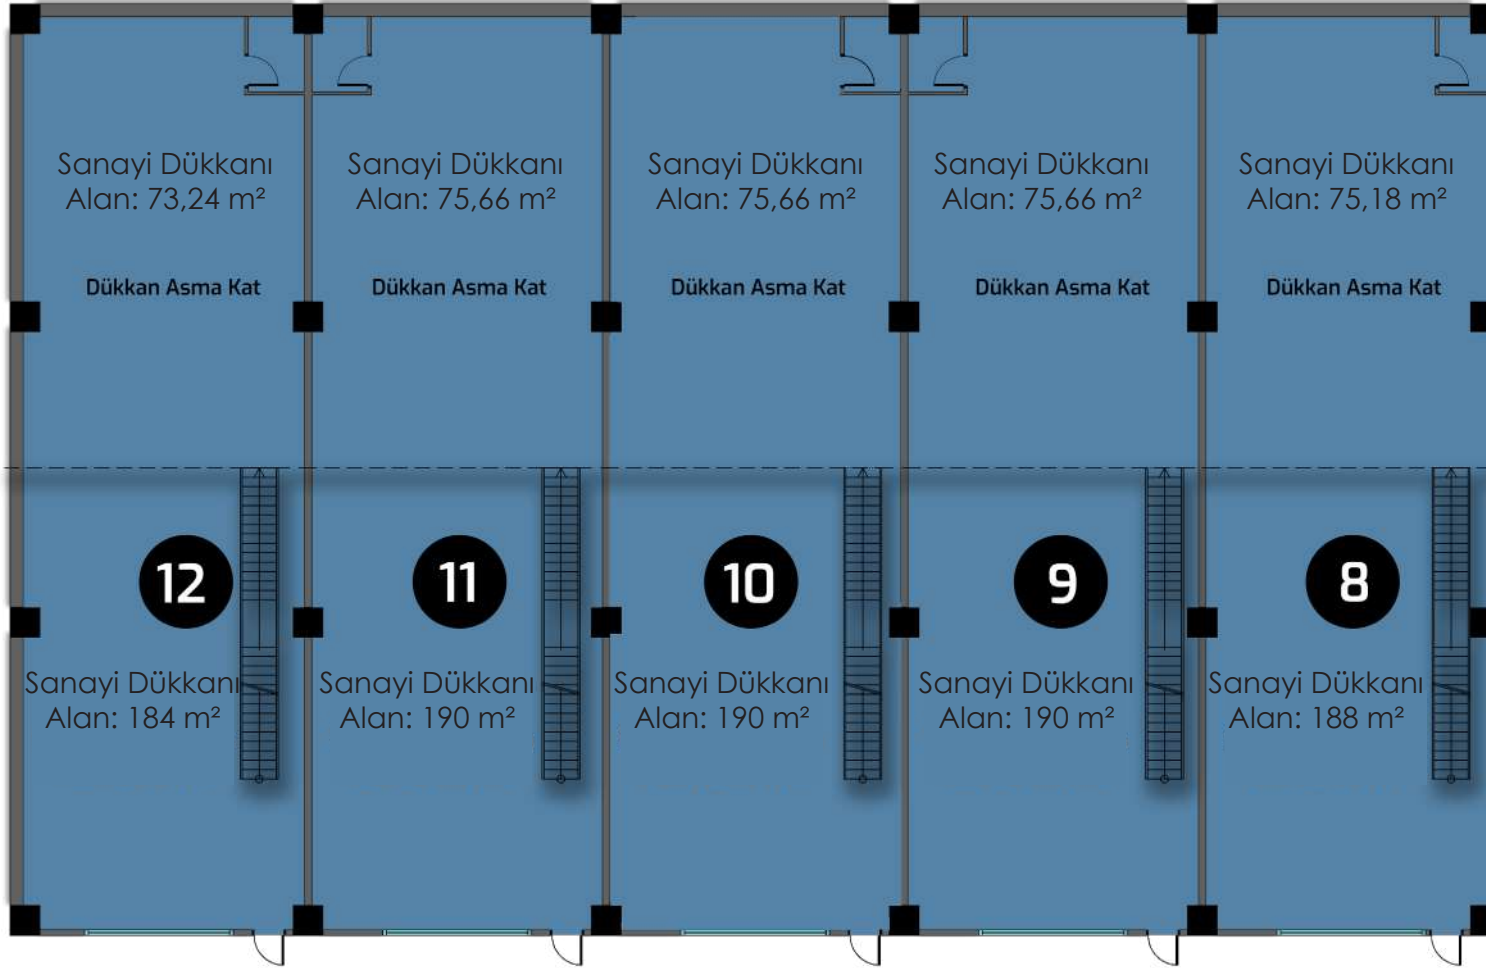 Sanayi Dükkanı
Alan: 73,24 m²
Dükkan Asma Kat
Sanayi Dükkanı
Alan: 75,66 m²
Dükkan Asma Kat
Sanayi Dükkanı
Alan: 75,66 m²
Dükkan Asma Kat
Sanayi Dükkanı
Alan: 75,66 m²
Dükkan Asma Kat
Sanayi Dükkanı
Alan: 75,18 m²
Dükkan Asma Kat
12
Sanayi Dükkanı
Alan: 184 m²
11
Sanayi Dükkanı
Alan: 190 m²
10
Sanayi Dükkanı
Alan: 190 m²
9
Sanayi Dükkanı
Alan: 190 m²
8
Sanayi Dükkanı
Alan: 188 m²